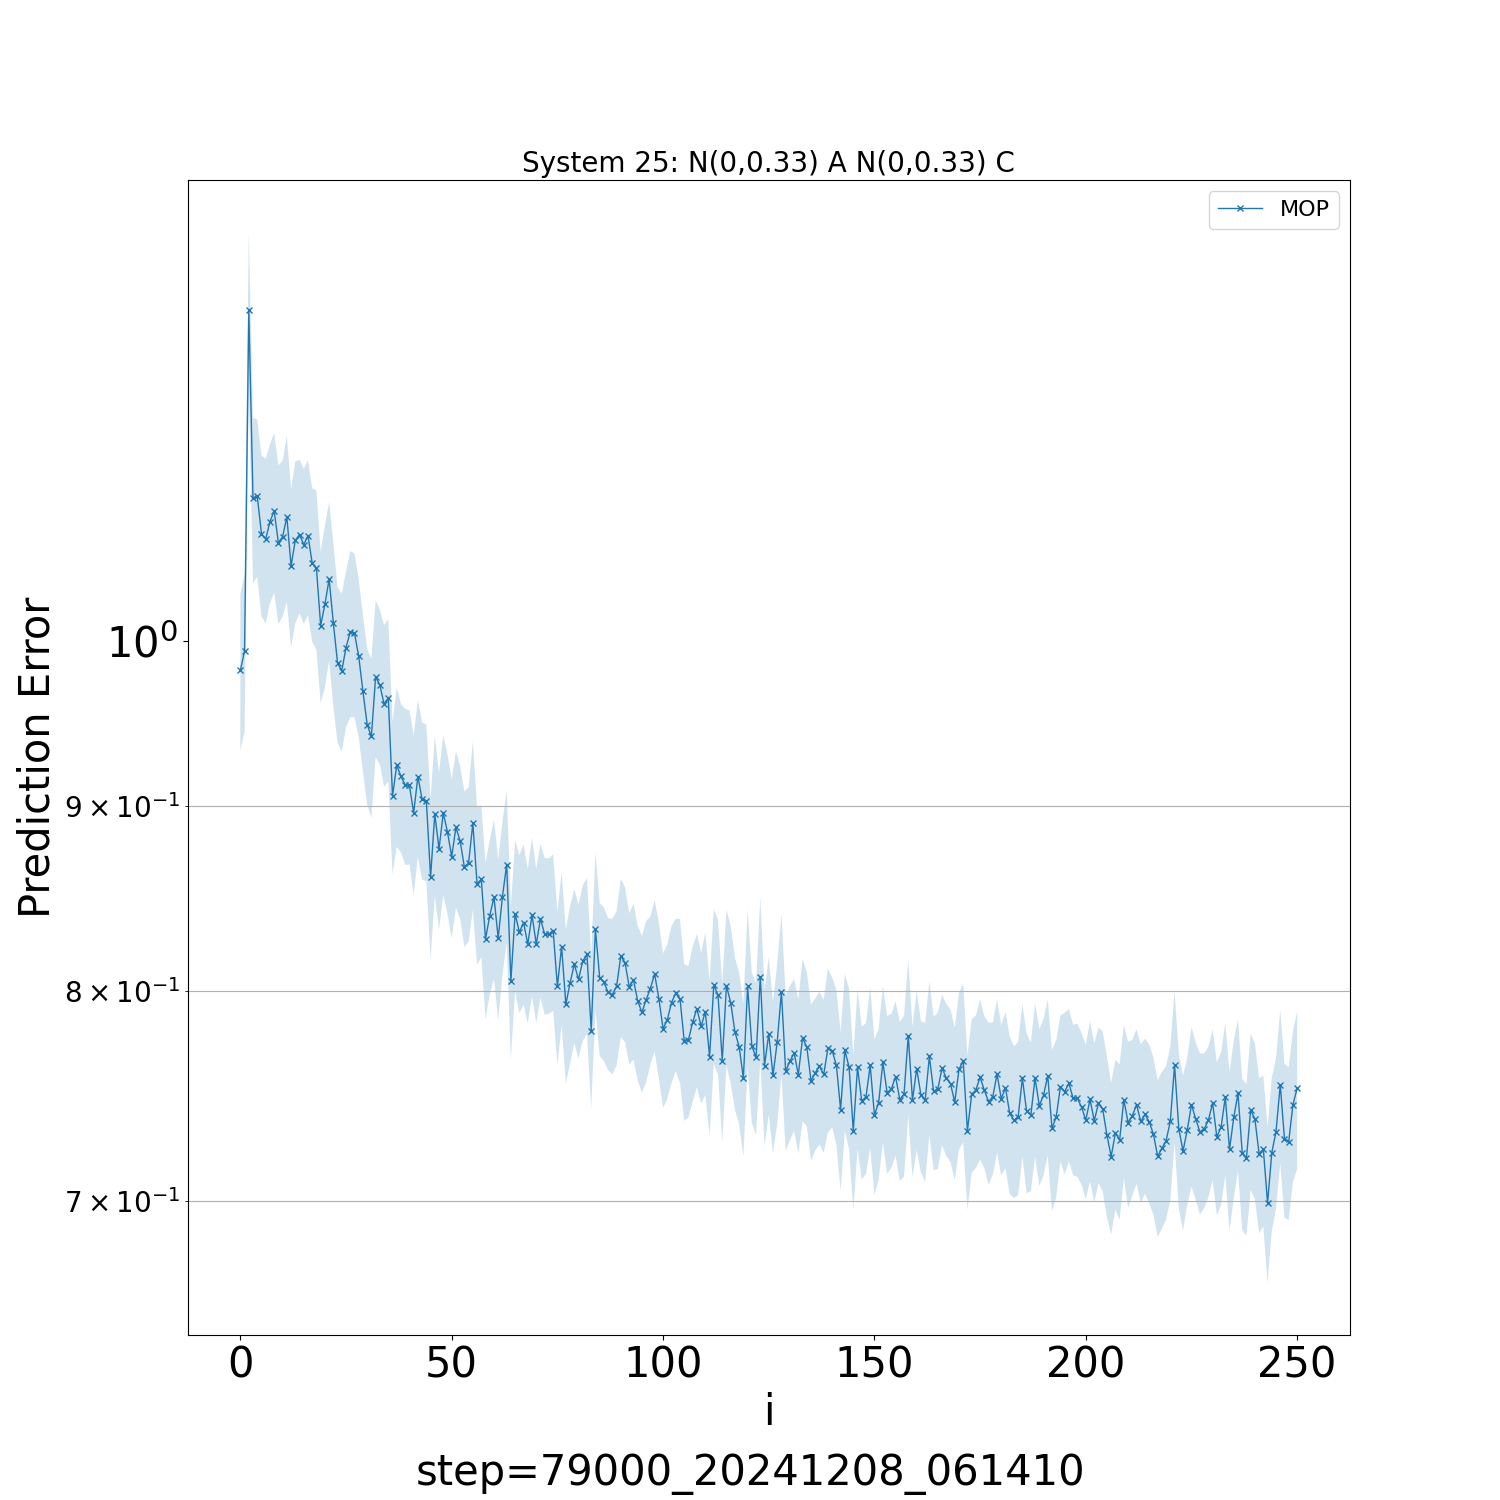 System 25: N(0,0.33) A N(0,0.33) C
MOP
Prediction Error
10⁰
9 × 10⁻¹
8 × 10⁻¹
7 × 10⁻¹
0 50 100 150 200 250
i
step=79000_20241208_061410